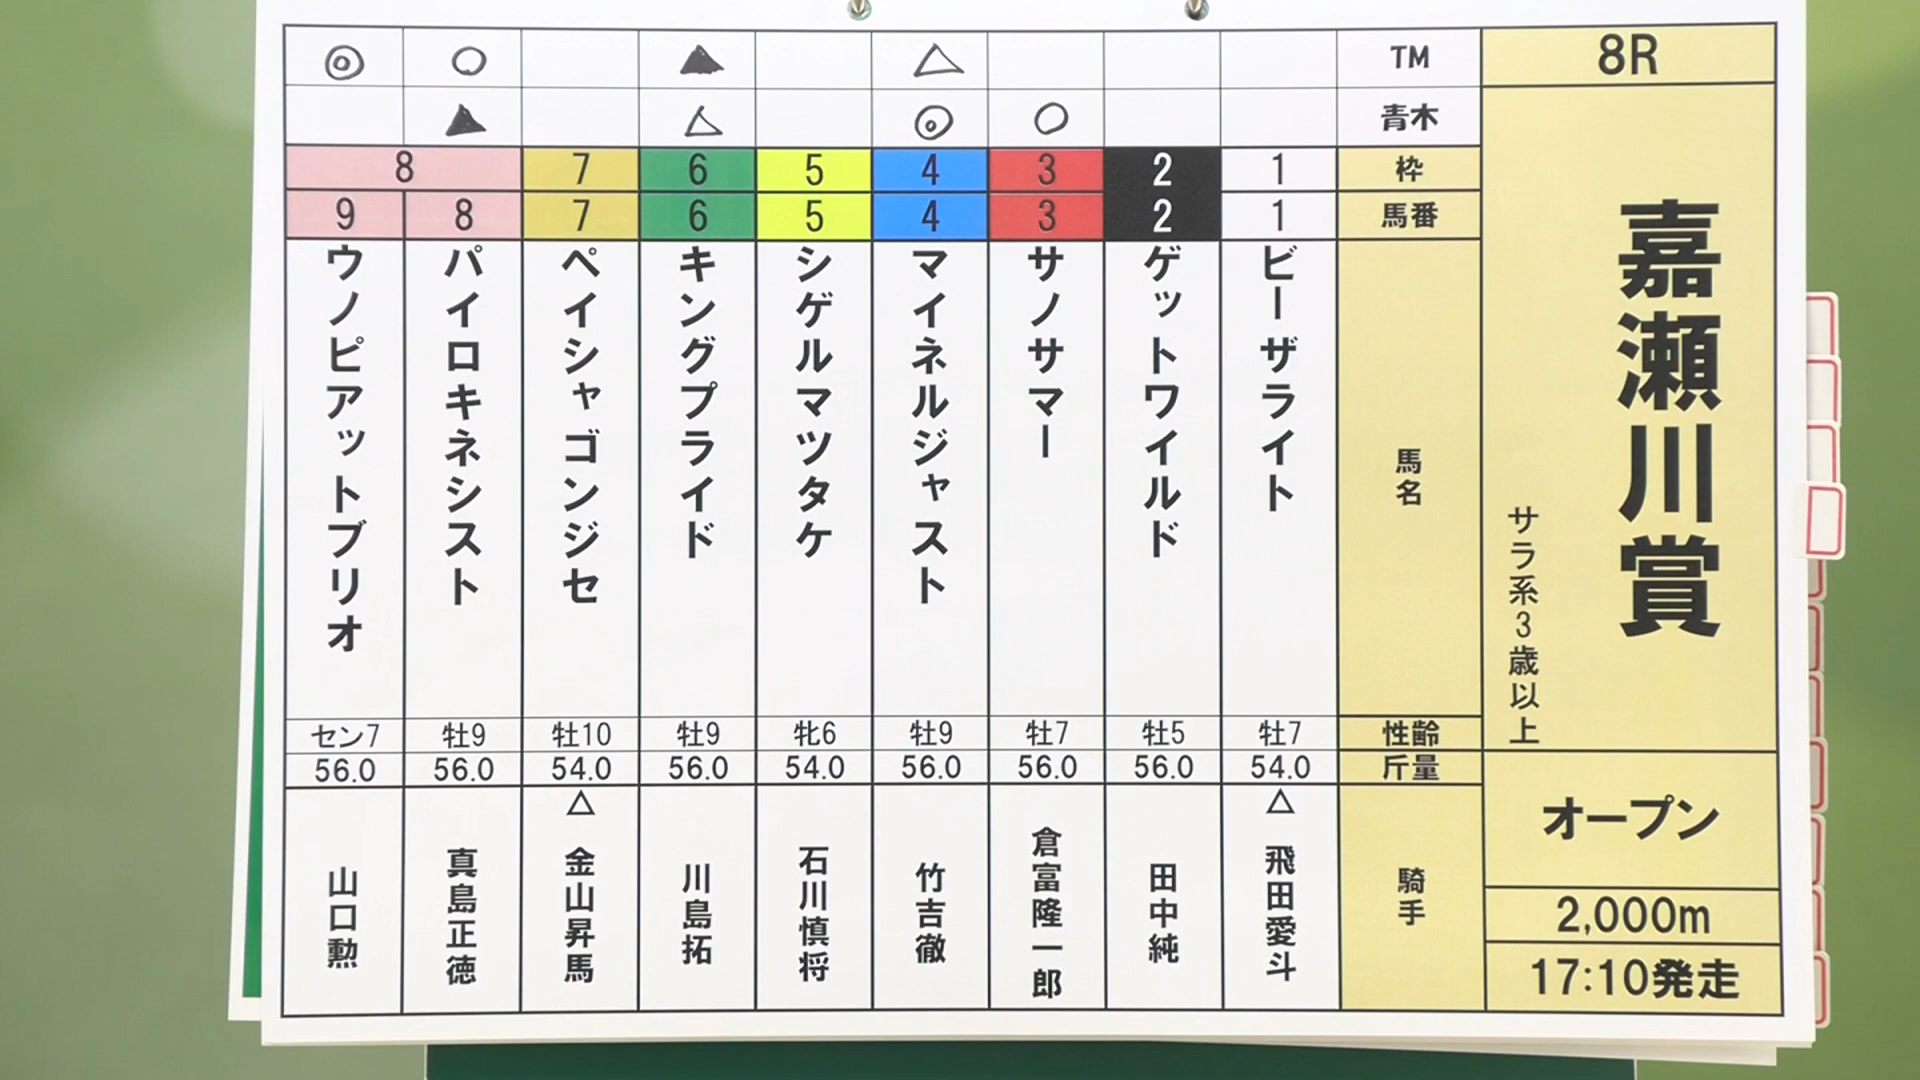 8R
嘉瀬川賞
サラ系3歳以上
オープン
2,000m
17:10発走
TM
青木
枠
馬番
馬名
性齢
斤量
騎手
1
1
ビーザライト
牡7
54.0
△ 飛田愛斗
2
2
ゲットワイルド
牡5
56.0
田中純
○
3
3
サノサマー
牡7
56.0
倉富隆一郎
△
◎
4
4
マイネルジャスト
牡9
56.0
竹吉徹
5
5
シゲルマツタケ
牝6
54.0
石川慎将
▲
△
6
6
キングプライド
牡9
56.0
川島拓
7
7
ペイシャゴンジセ
牡10
54.0
△ 金山昇馬
○
▲
8
8
パイロキネシスト
牡9
56.0
真島正徳
◎
9
ウノピアットブリオ
セン7
56.0
山口勲